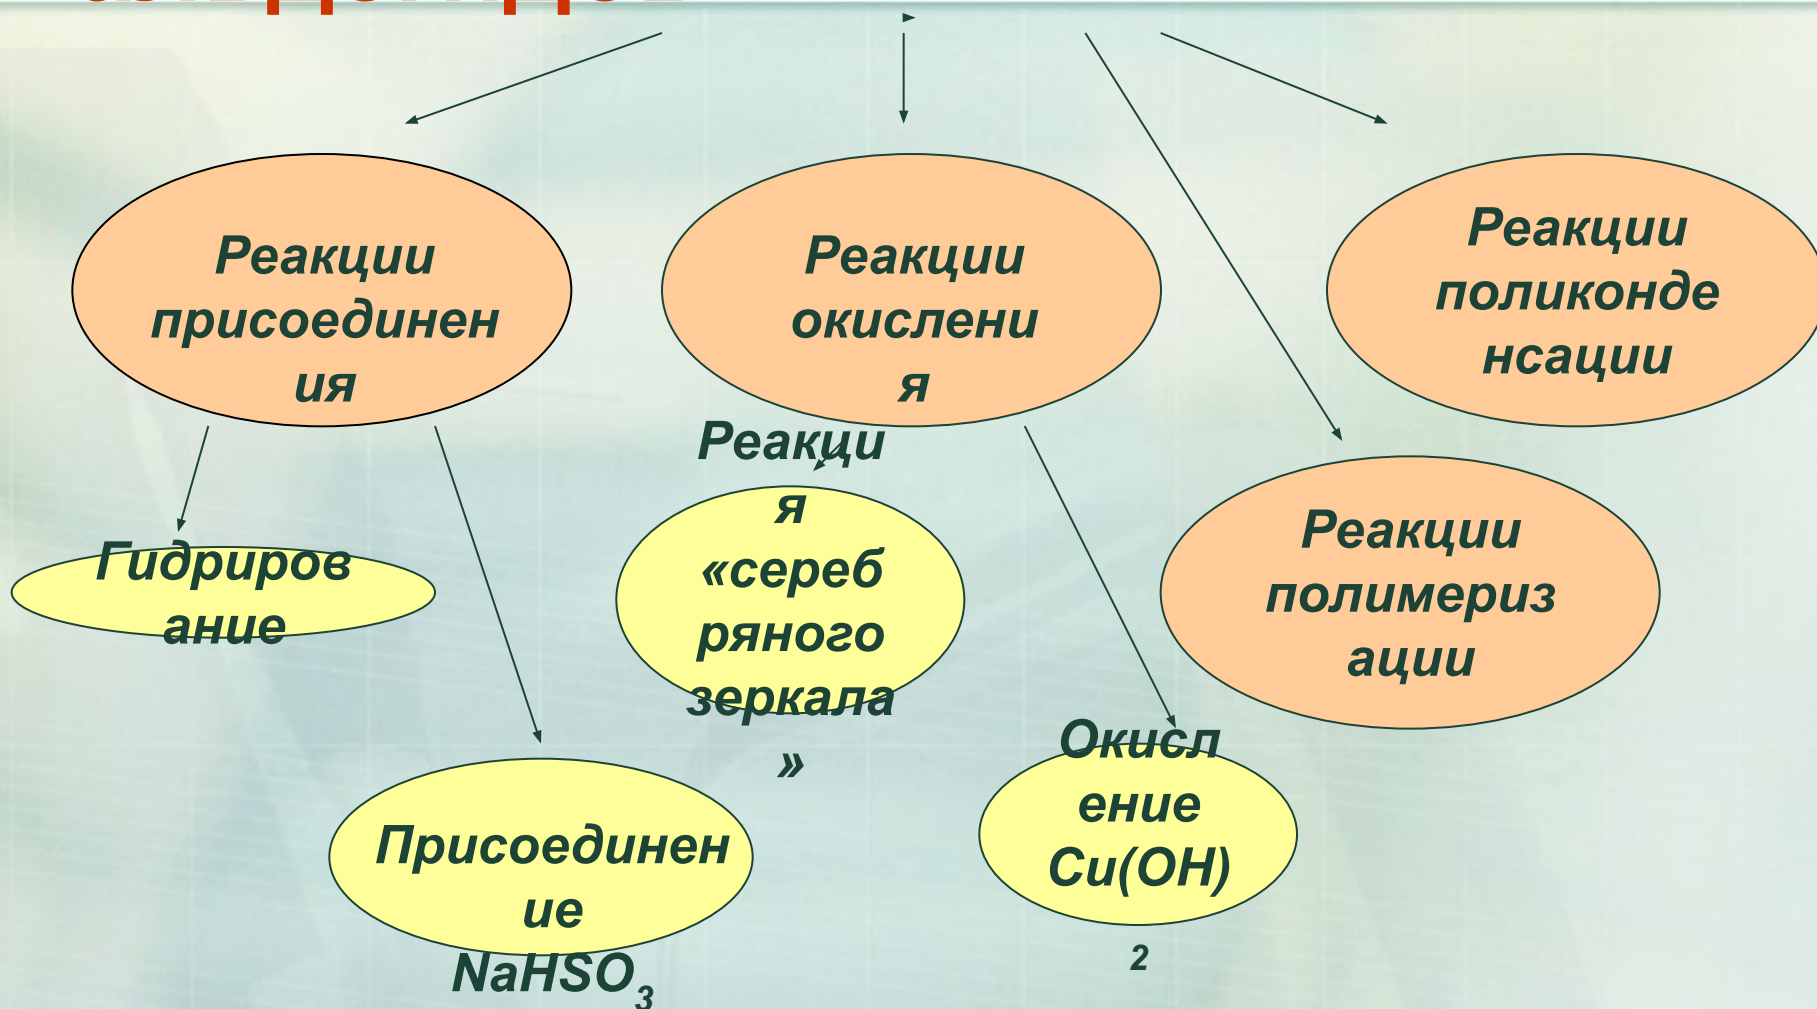 Реакции
присоединен
ия
Реакции
окислени
я
Реакции
поликонде
нсации
Реакци
я
«сереб
ряного
зеркала
»
Реакции
полимериз
ации
Гидриров
ание
Присоединен
ие
NaHSO3
Окисл
ение
Cu(OH)
2